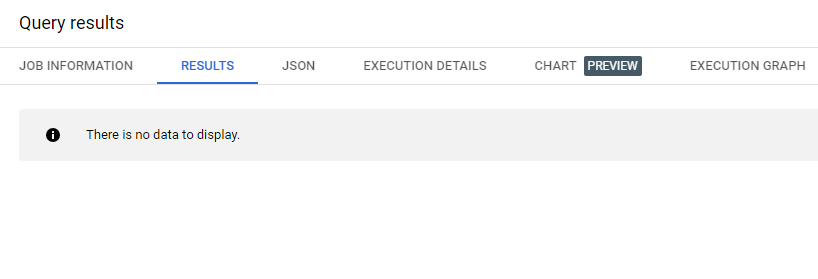 Query results
JOB INFORMATION RESULTS JSON EXECUTION DETAILS CHART PREVIEW EXECUTION GRAPH
There is no data to display.